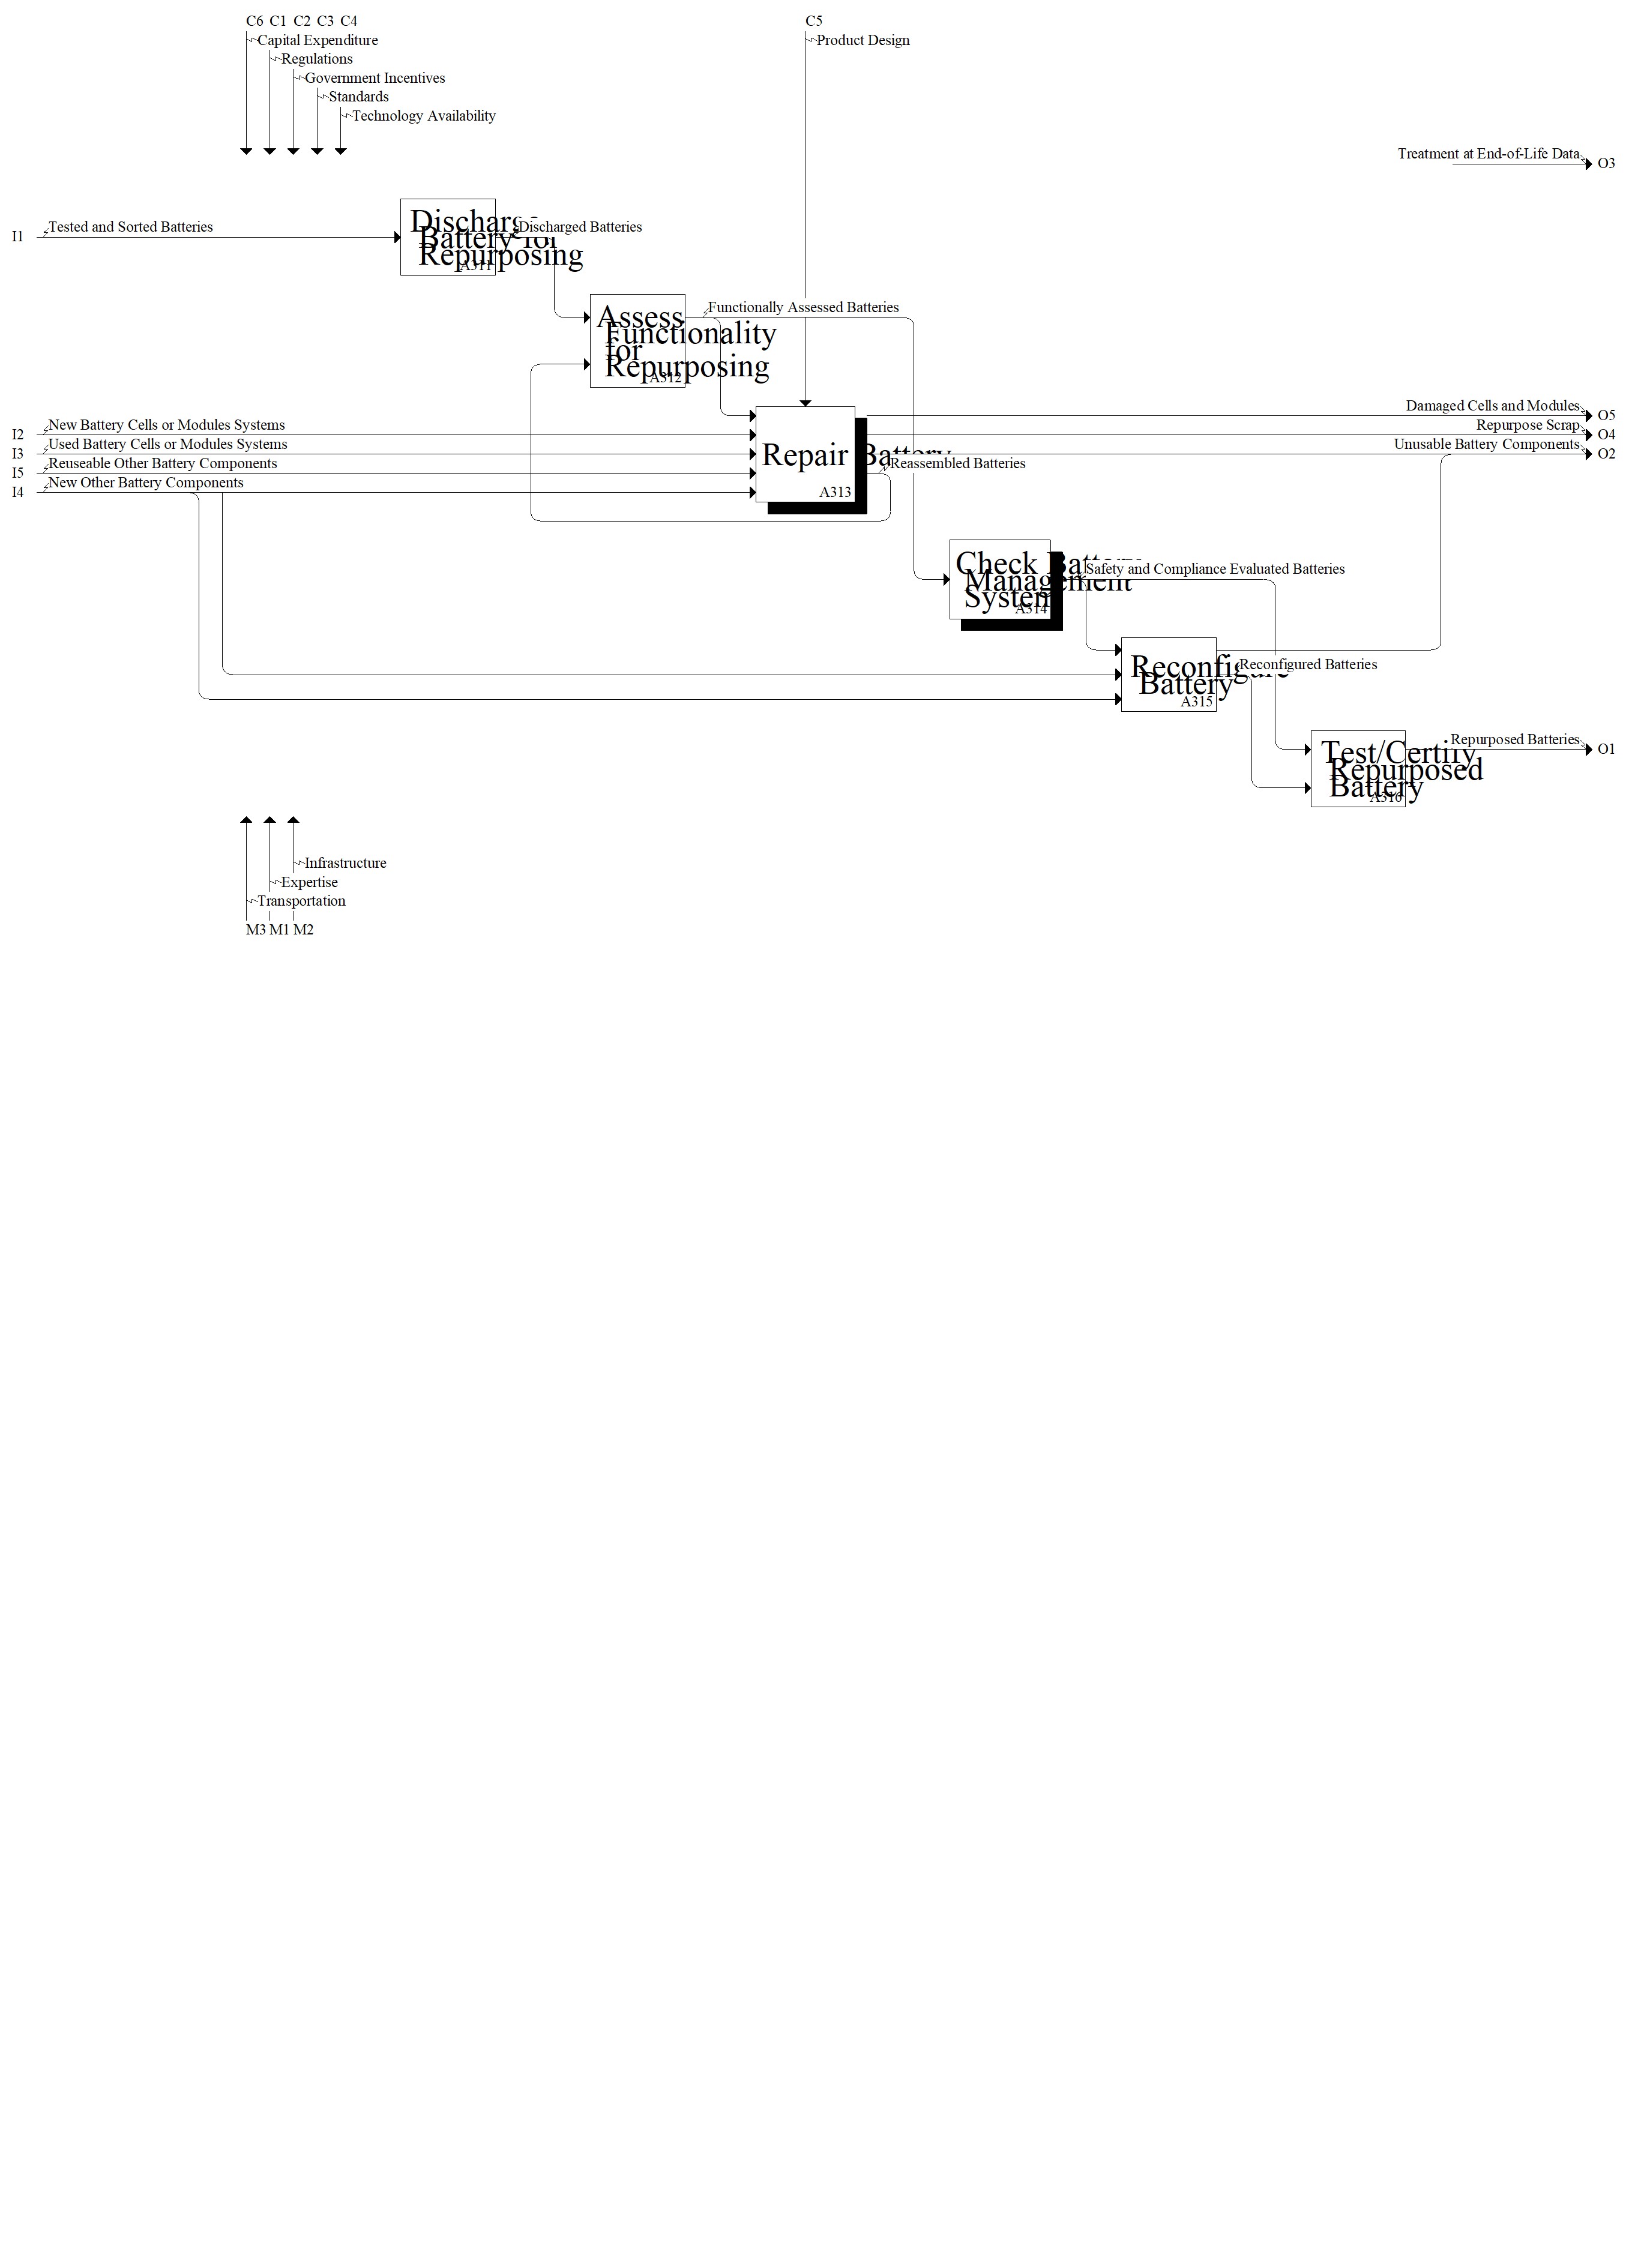 C6 C1 C2 C3 C4
C5
Capital Expenditure
Product Design
Regulations
Government Incentives
Standards
Technology Availability
Treatment at End-of-Life Data
O3
I1
Tested and Sorted Batteries
Discharge
Battery for
Repurposing
A311
Discharged Batteries
Assess
Functionality
for
Repurposing
A312
Functionally Assessed Batteries
Damaged Cells and Modules
O5
I2
New Battery Cells or Modules Systems
Repurpose Scrap
O4
I3
Used Battery Cells or Modules Systems
Unusable Battery Components
O2
I5
Reuseable Other Battery Components
I4
New Other Battery Components
Repair Battery
A313
Reassembled Batteries
Check Battery
Management
System
A314
Safety and Compliance Evaluated Batteries
Reconfigure
Battery
A315
Reconfigured Batteries
Test/Certify
Repurposed
Battery
A316
Repurposed Batteries
O1
Infrastructure
Expertise
Transportation
M3 M1 M2